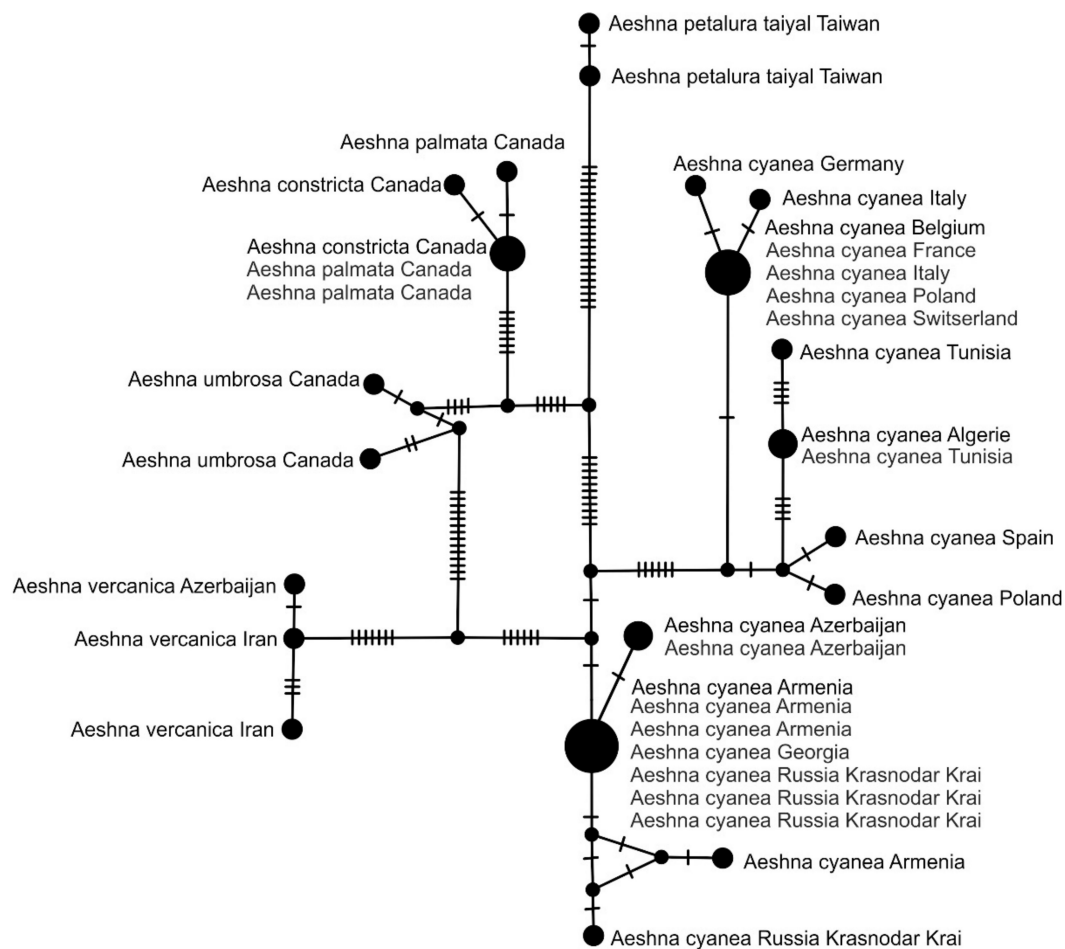 Aeshna petalura taiyal Taiwan
Aeshna petalura taiyal Taiwan
Aeshna palmata Canada
Aeshna constricta Canada
Aeshna constricta Canada
Aeshna palmata Canada
Aeshna palmata Canada
Aeshna cyanea Germany
Aeshna cyanea Italy
Aeshna cyanea Belgium
Aeshna cyanea France
Aeshna cyanea Italy
Aeshna cyanea Poland
Aeshna cyanea Switserland
Aeshna cyanea Tunisia
Aeshna umbrosa Canada
Aeshna cyanea Algerie
Aeshna cyanea Tunisia
Aeshna umbrosa Canada
Aeshna cyanea Spain
Aeshna vercanica Azerbaijan
Aeshna cyanea Poland
Aeshna vercanica Iran
Aeshna cyanea Azerbaijan
Aeshna cyanea Azerbaijan
Aeshna cyanea Armenia
Aeshna cyanea Armenia
Aeshna cyanea Armenia
Aeshna vercanica Iran
Aeshna cyanea Georgia
Aeshna cyanea Russia Krasnodar Krai
Aeshna cyanea Russia Krasnodar Krai
Aeshna cyanea Russia Krasnodar Krai
Aeshna cyanea Armenia
Aeshna cyanea Russia Krasnodar Krai